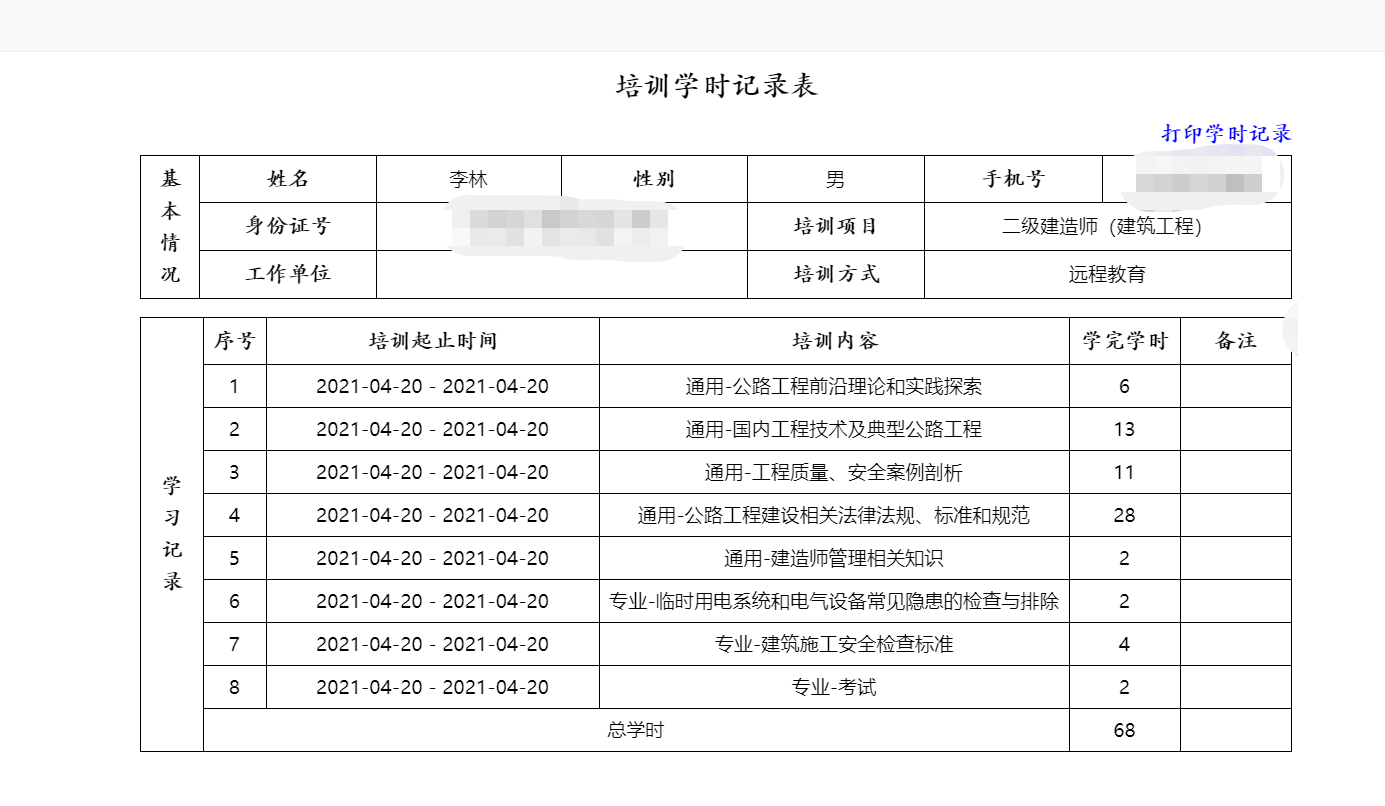 培训学时记录表
打印学时记录
基本情况
姓名 李林 性别 男 手机号
身份证号 培训项目 二级建造师（建筑工程）
工作单位 培训方式 远程教育
学习记录
序号 培训起止时间 培训内容 学完学时 备注
1 2021-04-20 - 2021-04-20 通用-公路工程前沿理论和实践探索 6
2 2021-04-20 - 2021-04-20 通用-国内工程技术及典型公路工程 13
3 2021-04-20 - 2021-04-20 通用-工程质量、安全案例剖析 11
4 2021-04-20 - 2021-04-20 通用-公路工程建设相关法律法规、标准和规范 28
5 2021-04-20 - 2021-04-20 通用-建造师管理相关知识 2
6 2021-04-20 - 2021-04-20 专业-临时用电系统和电气设备常见隐患的检查与排除 2
7 2021-04-20 - 2021-04-20 专业-建筑施工安全检查标准 4
8 2021-04-20 - 2021-04-20 专业-考试 2
总学时 68